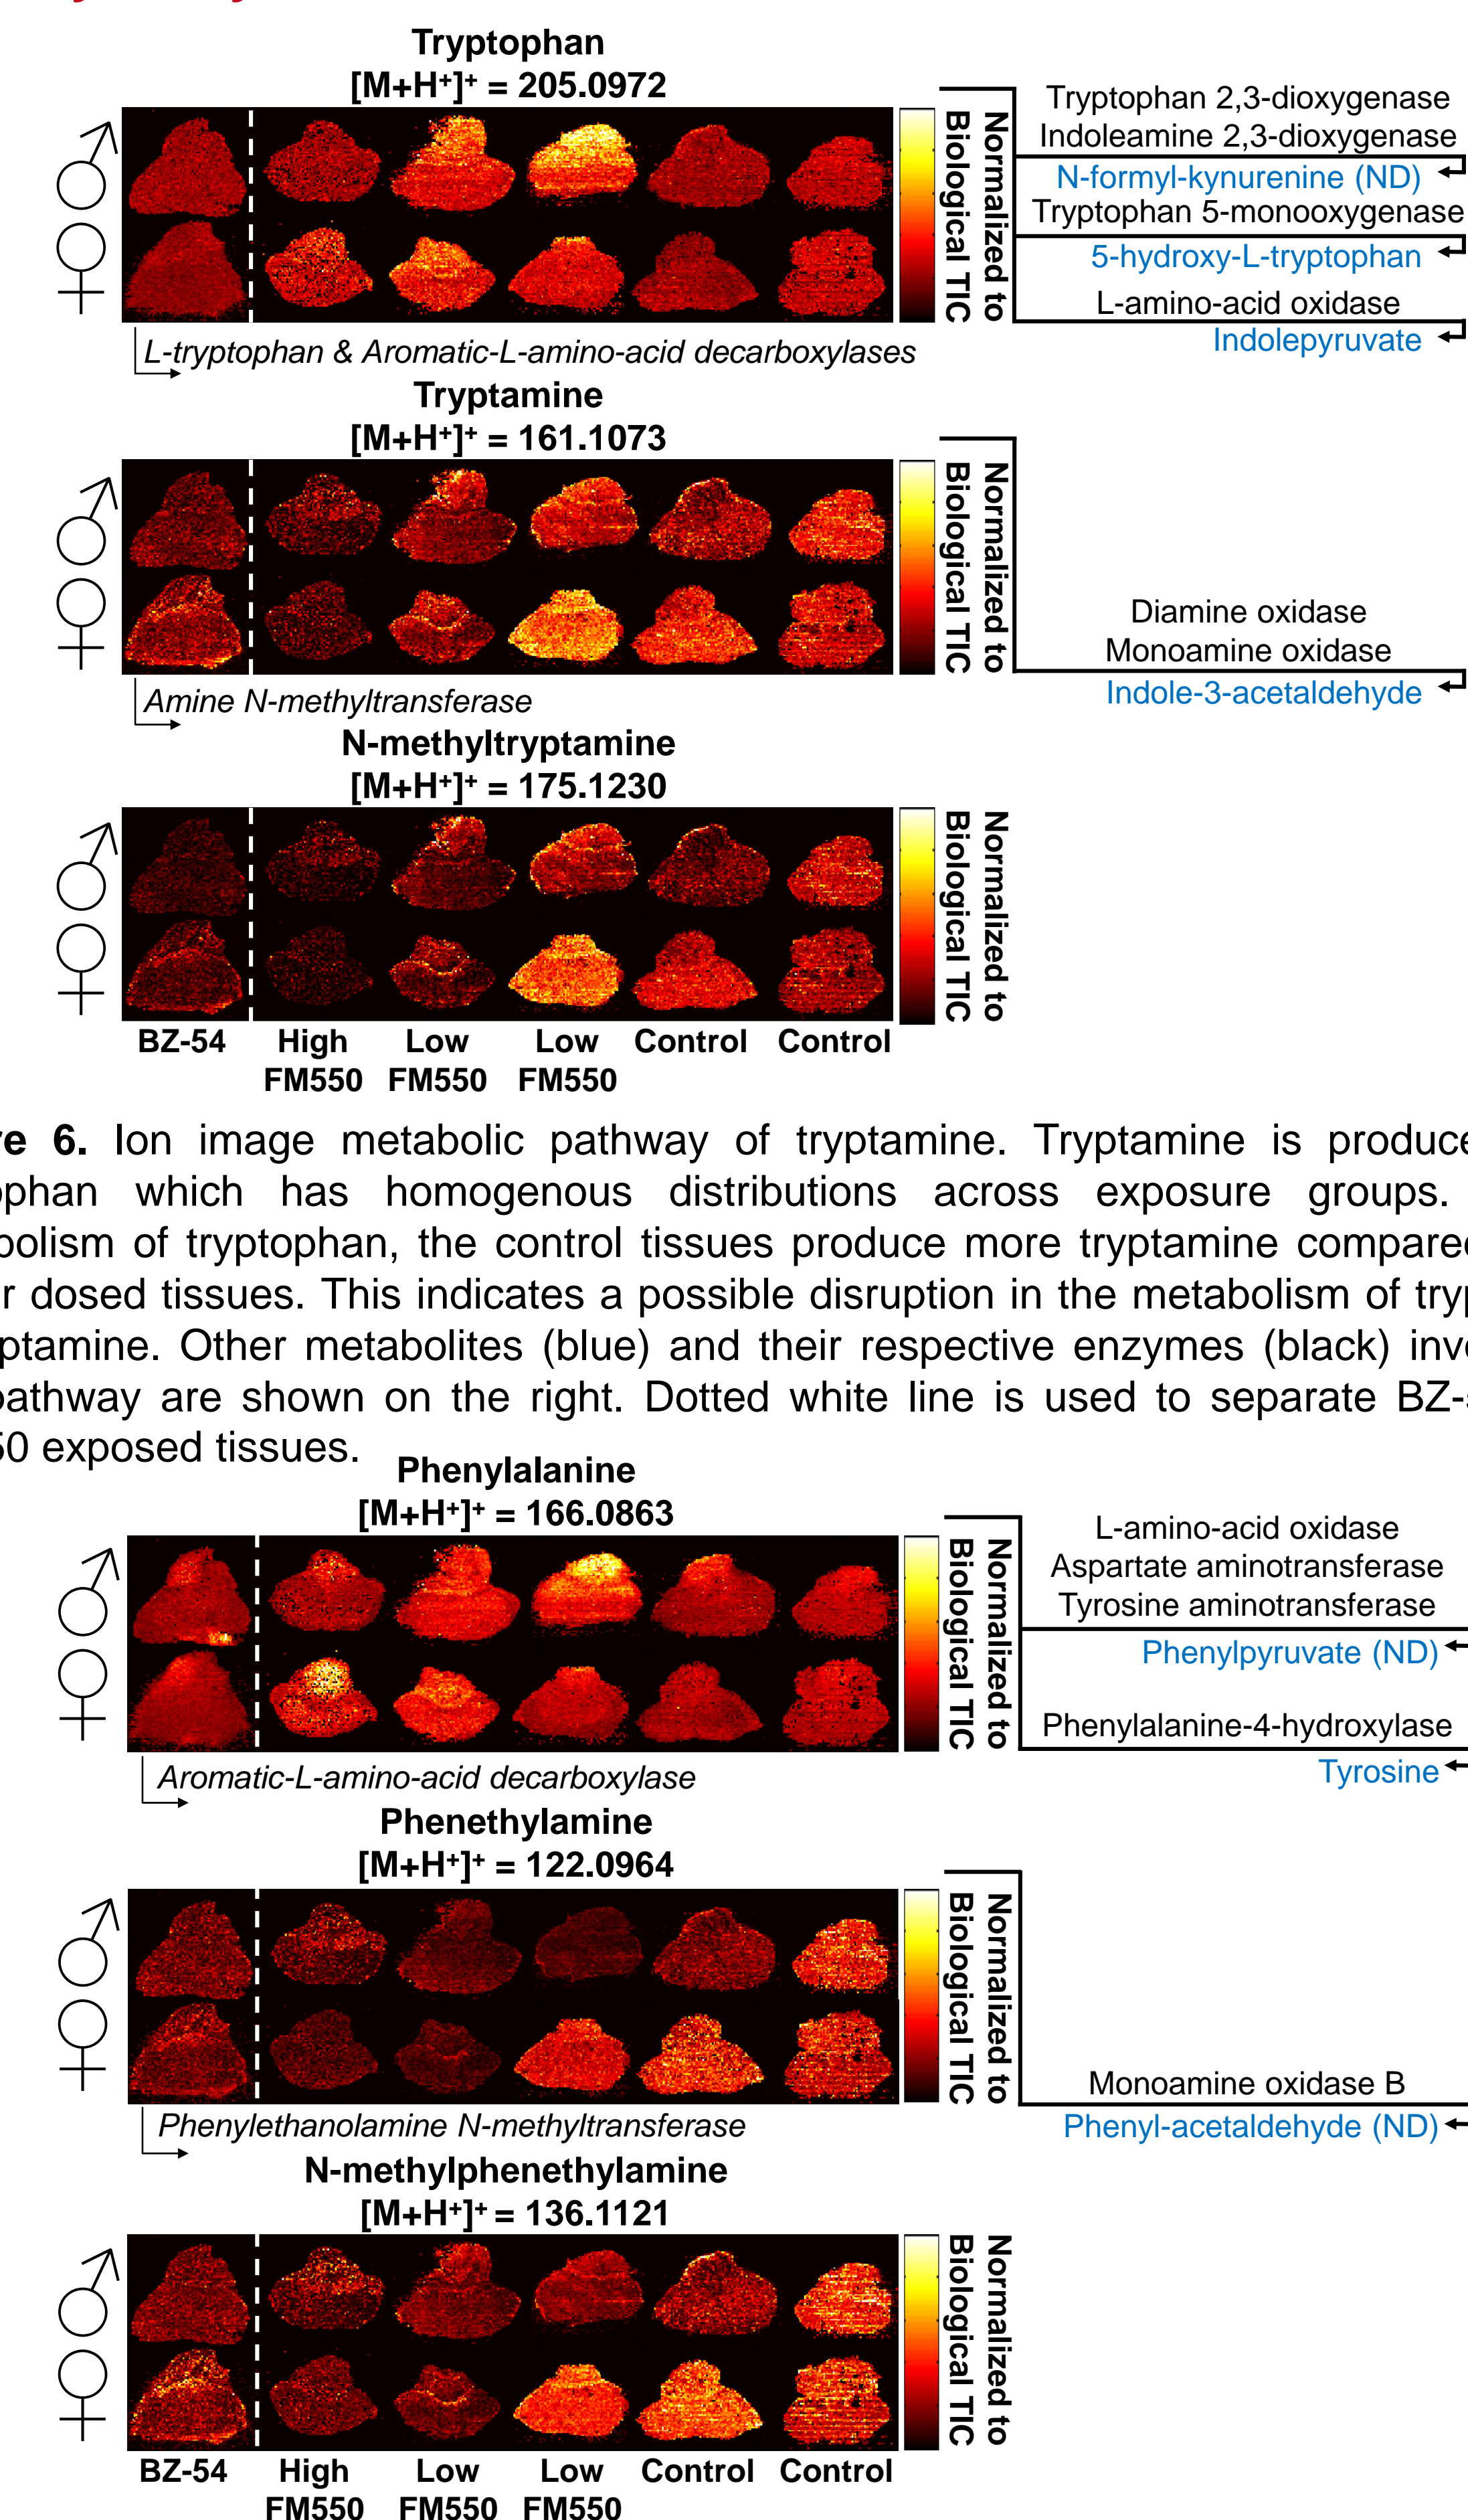 Tryptophan
[M+H⁺]⁺ = 205.0972
Normalized to
Biological TIC
Tryptophan 2,3-dioxygenase
Indoleamine 2,3-dioxygenase
N-formyl-kynurenine (ND)
Tryptophan 5-monooxygenase
5-hydroxy-L-tryptophan
L-amino-acid oxidase
Indolepyruvate
L-tryptophan & Aromatic-L-amino-acid decarboxylases
Tryptamine
[M+H⁺]⁺ = 161.1073
Normalized to
Biological TIC
Diamine oxidase
Monoamine oxidase
Indole-3-acetaldehyde
Amine N-methyltransferase
N-methyltryptamine
[M+H⁺]⁺ = 175.1230
Normalized to
Biological TIC
BZ-54 High Low Low Control Control
FM550 FM550 FM550
re 6. Ion image metabolic pathway of tryptamine. Tryptamine is produce
phan which has homogenous distributions across exposure groups.
bolism of tryptophan, the control tissues produce more tryptamine compared
r dosed tissues. This indicates a possible disruption in the metabolism of tryp
ptamine. Other metabolites (blue) and their respective enzymes (black) inv
pathway are shown on the right. Dotted white line is used to separate BZ-
50 exposed tissues.
Phenylalanine
[M+H⁺]⁺ = 166.0863
Normalized to
Biological TIC
L-amino-acid oxidase
Aspartate aminotransferase
Tyrosine aminotransferase
Phenylpyruvate (ND)
Phenylalanine-4-hydroxylase
Tyrosine
Aromatic-L-amino-acid decarboxylase
Phenethylamine
[M+H⁺]⁺ = 122.0964
Normalized to
Biological TIC
Monoamine oxidase B
Phenyl-acetaldehyde (ND)
Phenylethanolamine N-methyltransferase
N-methylphenethylamine
[M+H⁺]⁺ = 136.1121
Normalized to
Biological TIC
BZ-54 High Low Low Control Control
FM550 FM550 FM550